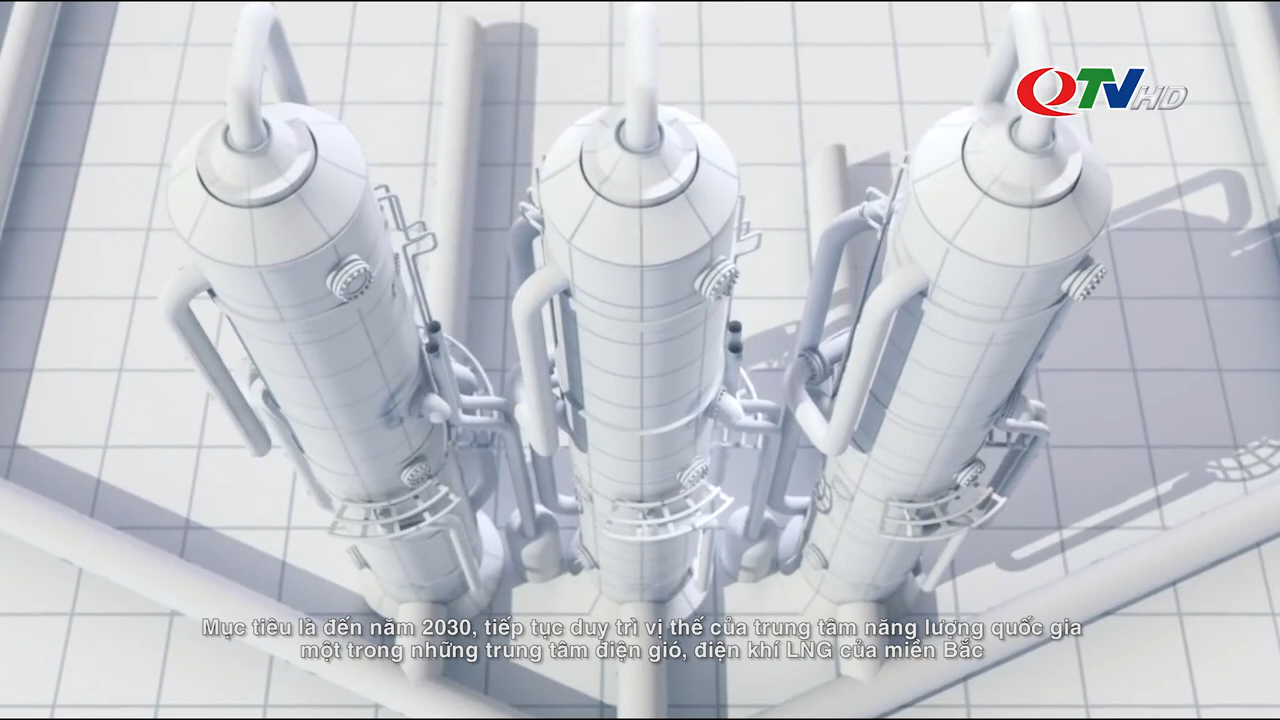 QTV HD
Mục tiêu là đến năm 2030, tiếp tục duy trì vị thế của trung tâm năng lượng quốc gia
một trong những trung tâm điện gió, điện khí LNG của miền Bắc